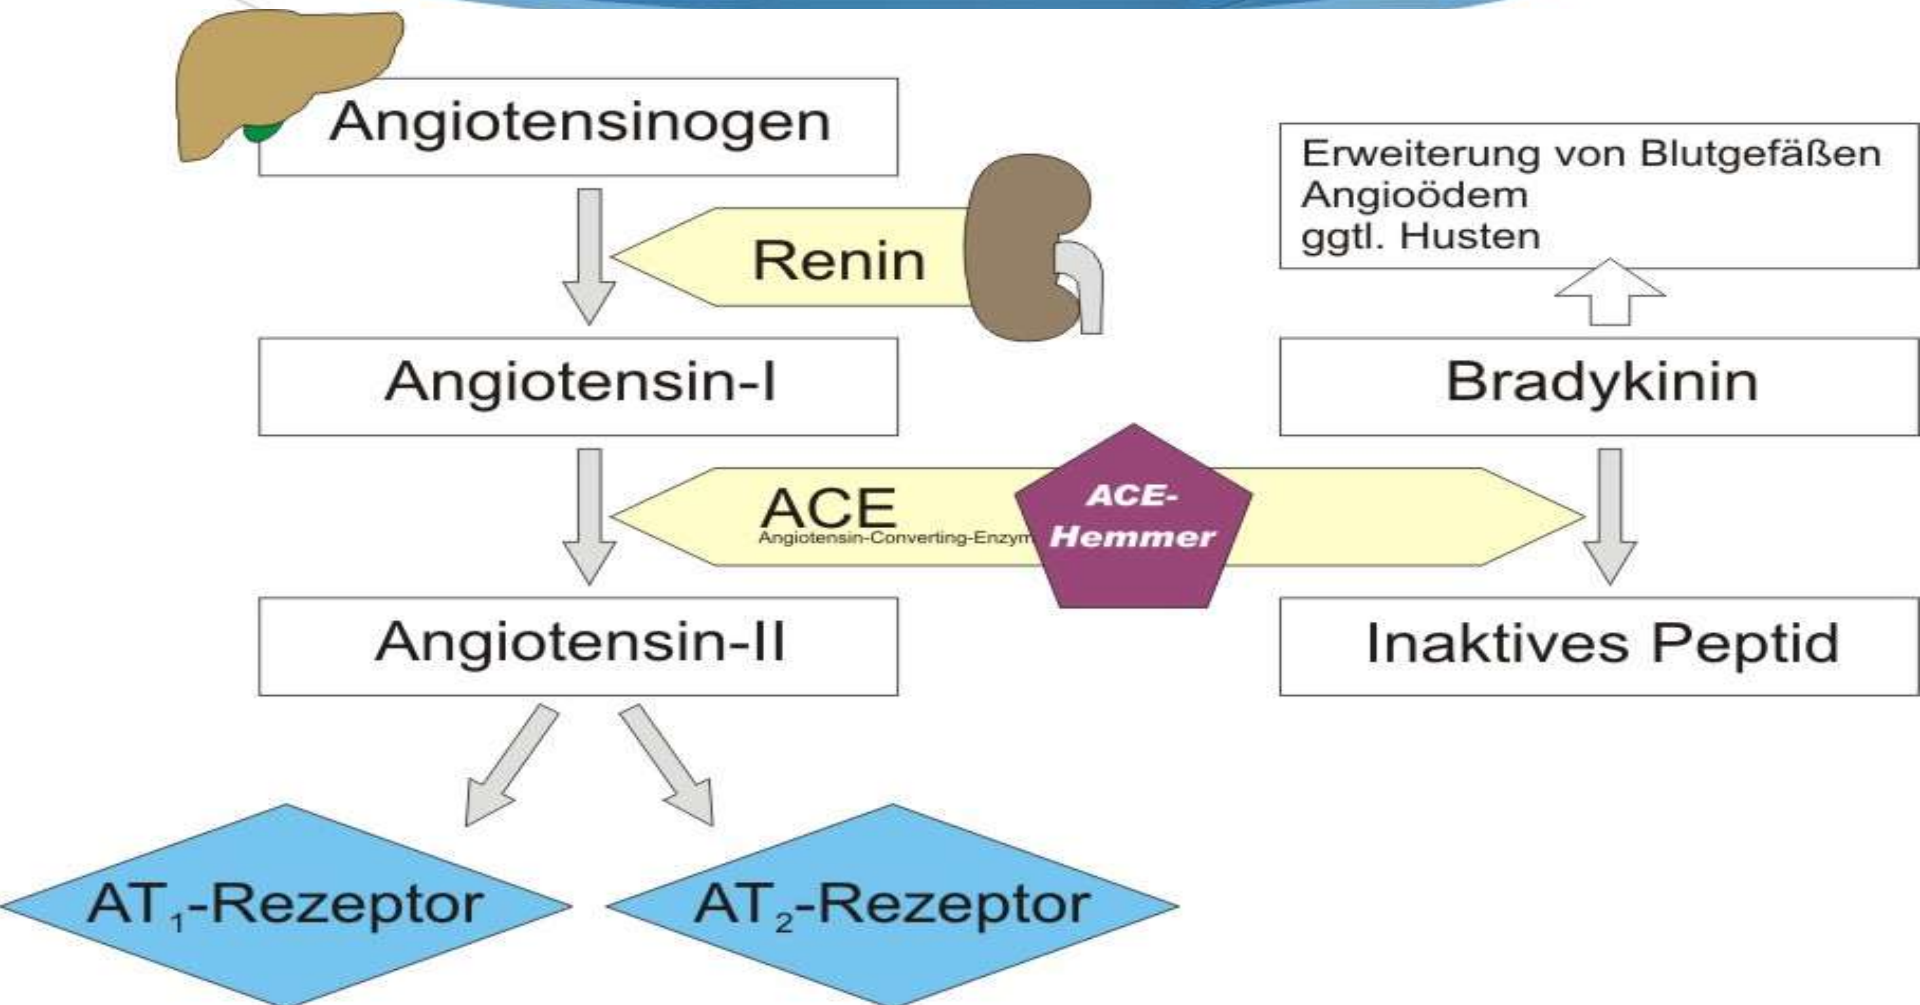 Angiotensinogen
Erweiterung von Blutgefäßen
Angioödem
ggtl. Husten
Renin
Angiotensin-I
Bradykinin
ACE
Angiotensin-Converting-Enzym
ACE-
Hemmer
Angiotensin-II
Inaktives Peptid
AT₁-Rezeptor
AT₂-Rezeptor